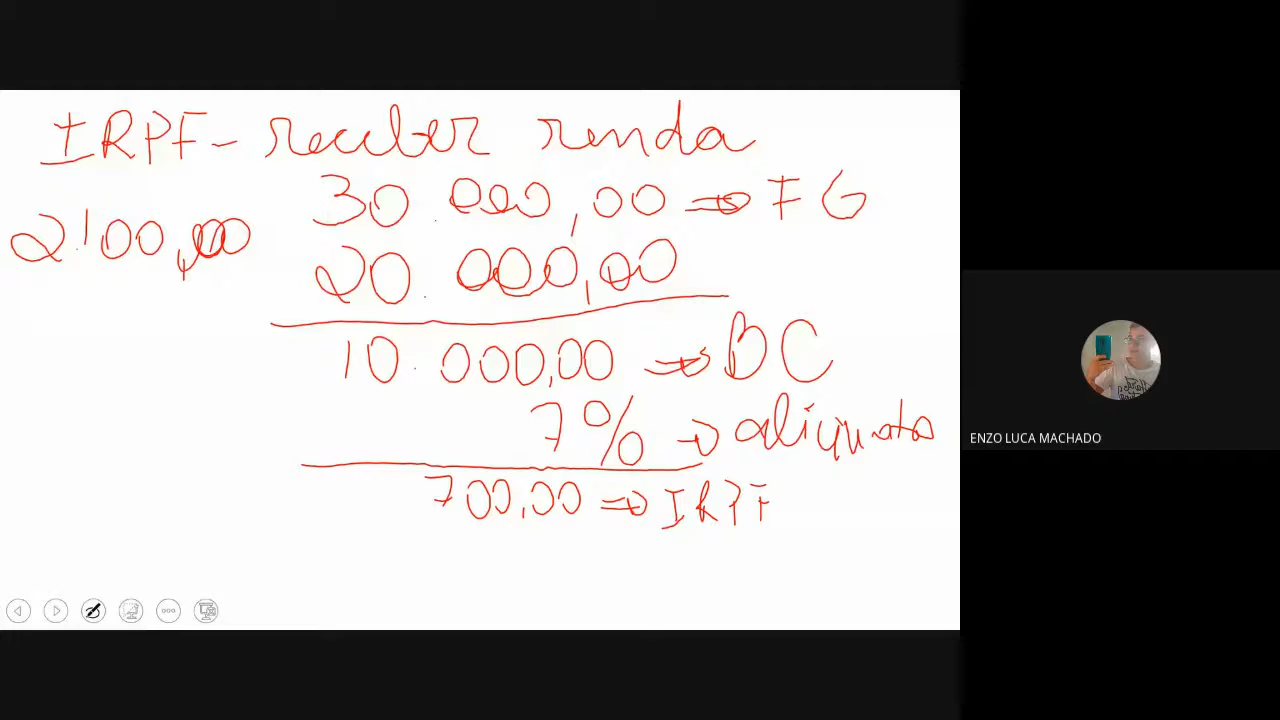 IRPF - receber renda
30.000,00 => FG
2.100,00
20.000,00
10.000,00 => BC
7% -> alíquota
700,00 => IRPF
ENZO LUCA MACHADO